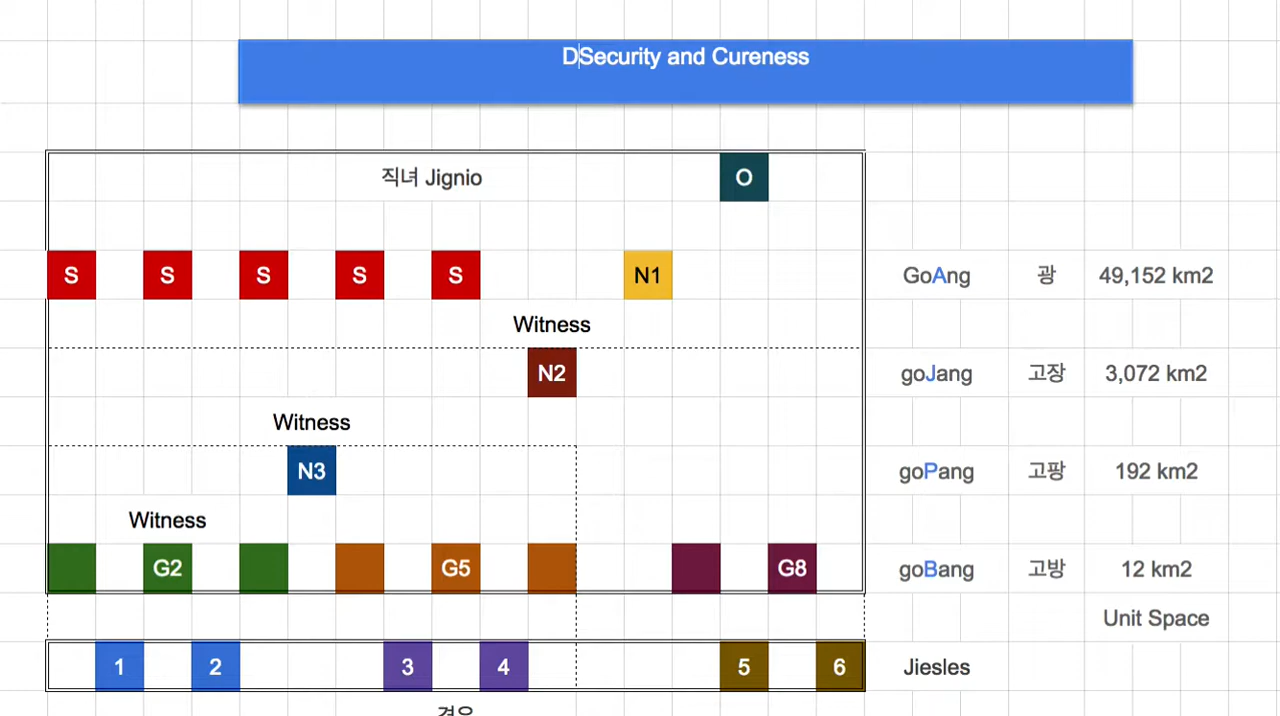 DSecurity and Cureness
직녀 Jignio
O
S S S S S N1 GoAng 광 49,152 km2
Witness
N2 goJang 고장 3,072 km2
Witness
N3 goPang 고팡 192 km2
Witness
G2 G5 G8 goBang 고방 12 km2
Unit Space
1 2 3 4 5 6 Jiesles